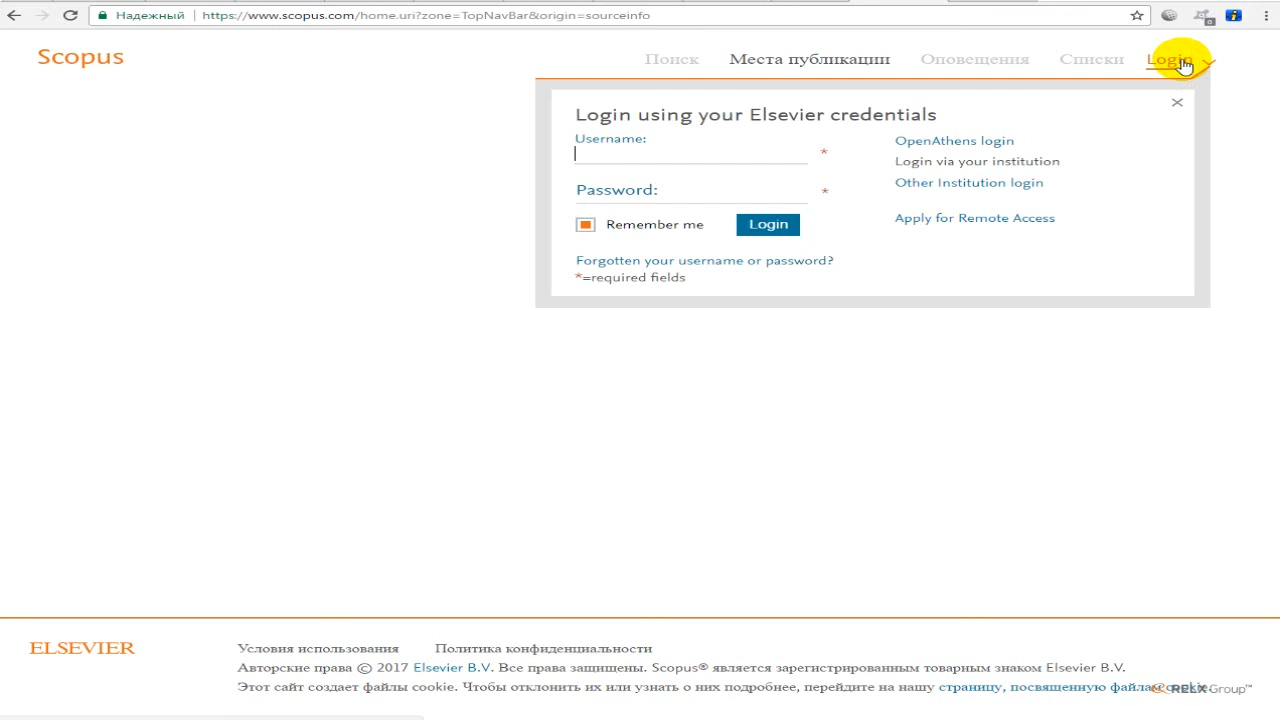 Надежный https://www.scopus.com/home.uri?zone=TopNavBar&origin=sourceinfo
Scopus Поиск Места публикации Оповещения Списки Login
Login using your Elsevier credentials
Username: *
Password: *
Remember me Login
Forgotten your username or password?
*=required fields
OpenAthens login
Login via your institution
Other Institution login
Apply for Remote Access
ELSEVIER
Условия использования Политика конфиденциальности
Авторские права © 2017 Elsevier B.V. Все права защищены. Scopus® является зарегистрированным товарным знаком Elsevier B.V.
Этот сайт создает файлы cookie. Чтобы отклонить их или узнать о них подробнее, перейдите на нашу страницу, посвященную файлам cookie.
RELX Group™